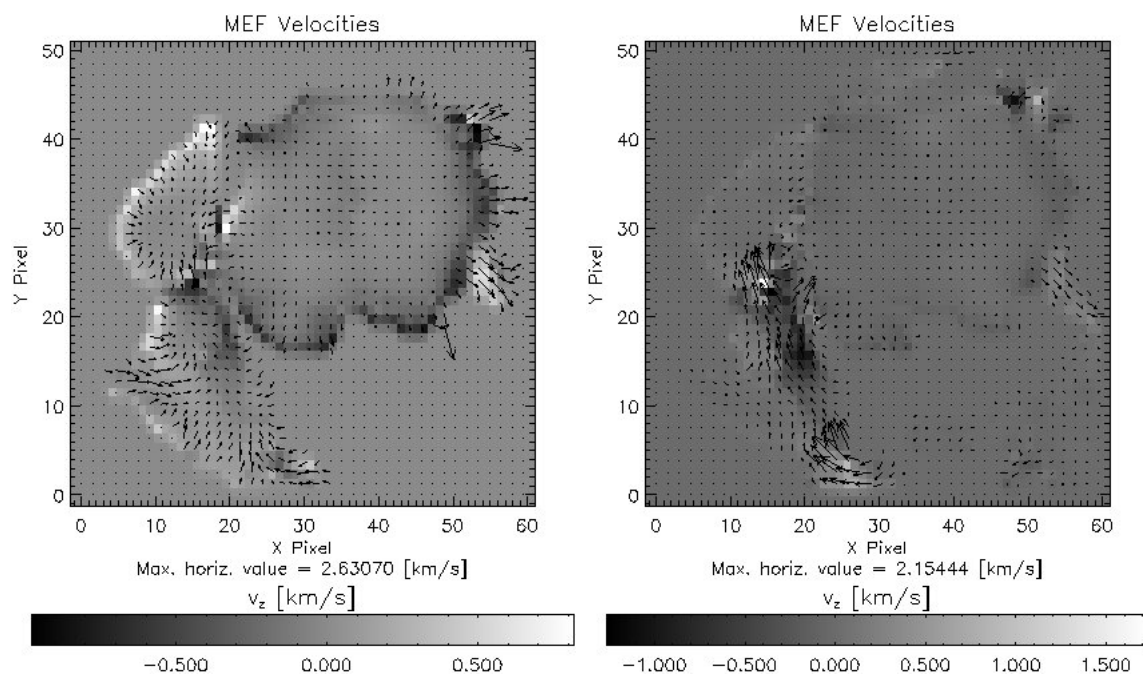 MEF Velocities
50
40
30
20
10
0
Y Pixel
0 10 20 30 40 50 60
X Pixel
Max. horiz. value = 2.63070 [km/s]
v_z [km/s]
-0.500 0.000 0.500
MEF Velocities
50
40
30
20
10
0
Y Pixel
0 10 20 30 40 50 60
X Pixel
Max. horiz. value = 2.15444 [km/s]
v_z [km/s]
-1.000 -0.500 0.000 0.500 1.000 1.500